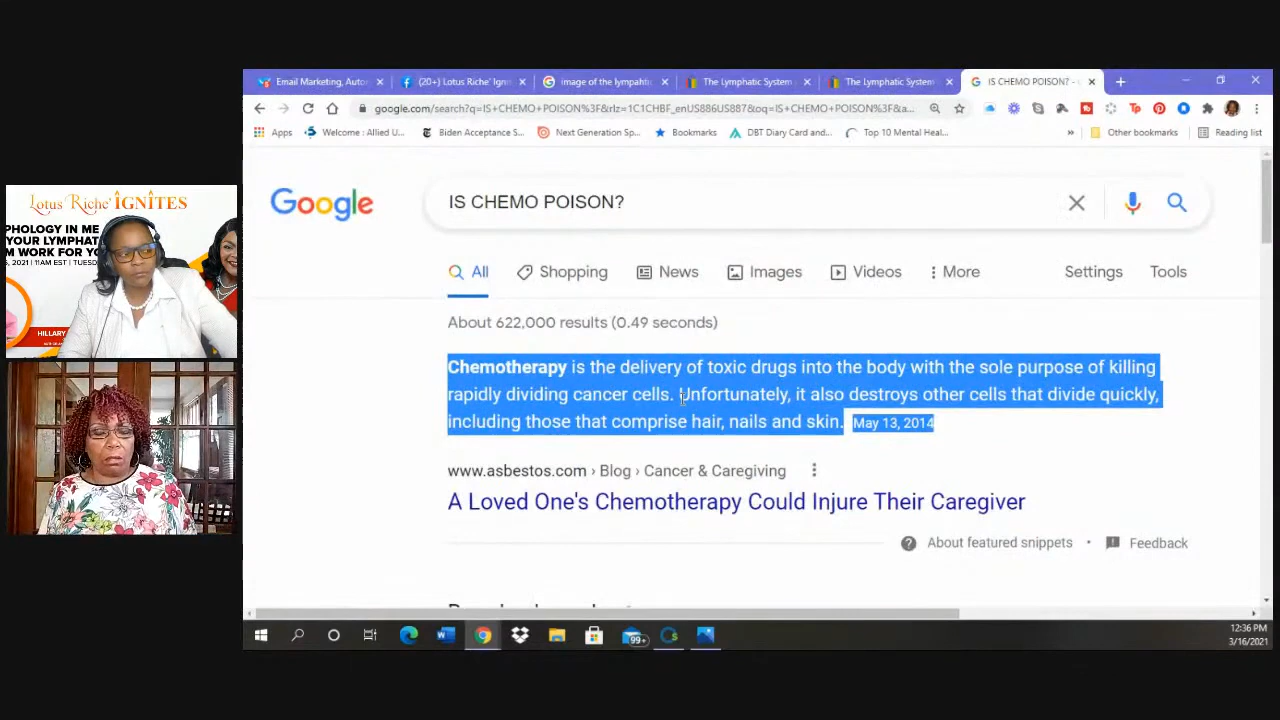 Email Marketing, Auto
(20+) Lotus Riche' Igni
image of the lympahti
The Lymphatic System
The Lymphatic System
IS CHEMO POISON? -
google.com/search?q=IS+CHEMO+POISON%3F&rlz=1C1CHBF_enUS886US887&oq=IS+CHEMO+POISON%3F&a...
Apps
Welcome : Allied U...
Biden Acceptance S...
Next Generation Sp...
Bookmarks
DBT Diary Card and...
Top 10 Mental Heal...
»
Other bookmarks
Reading list
Google
IS CHEMO POISON?
All
Shopping
News
Images
Videos
More
Settings
Tools
About 622,000 results (0.49 seconds)
Chemotherapy is the delivery of toxic drugs into the body with the sole purpose of killing
rapidly dividing cancer cells. Unfortunately, it also destroys other cells that divide quickly,
including those that comprise hair, nails and skin. May 13, 2014
www.asbestos.com › Blog › Cancer & Caregiving
A Loved One's Chemotherapy Could Injure Their Caregiver
About featured snippets
Feedback
99+
12:36 PM
3/16/2021
Lotus Riche' IGNITES
PHOLOGY IN ME
YOUR LYMPHAT
M WORK FOR YO
2021 | 11AM EST | TUESD
HILLARY